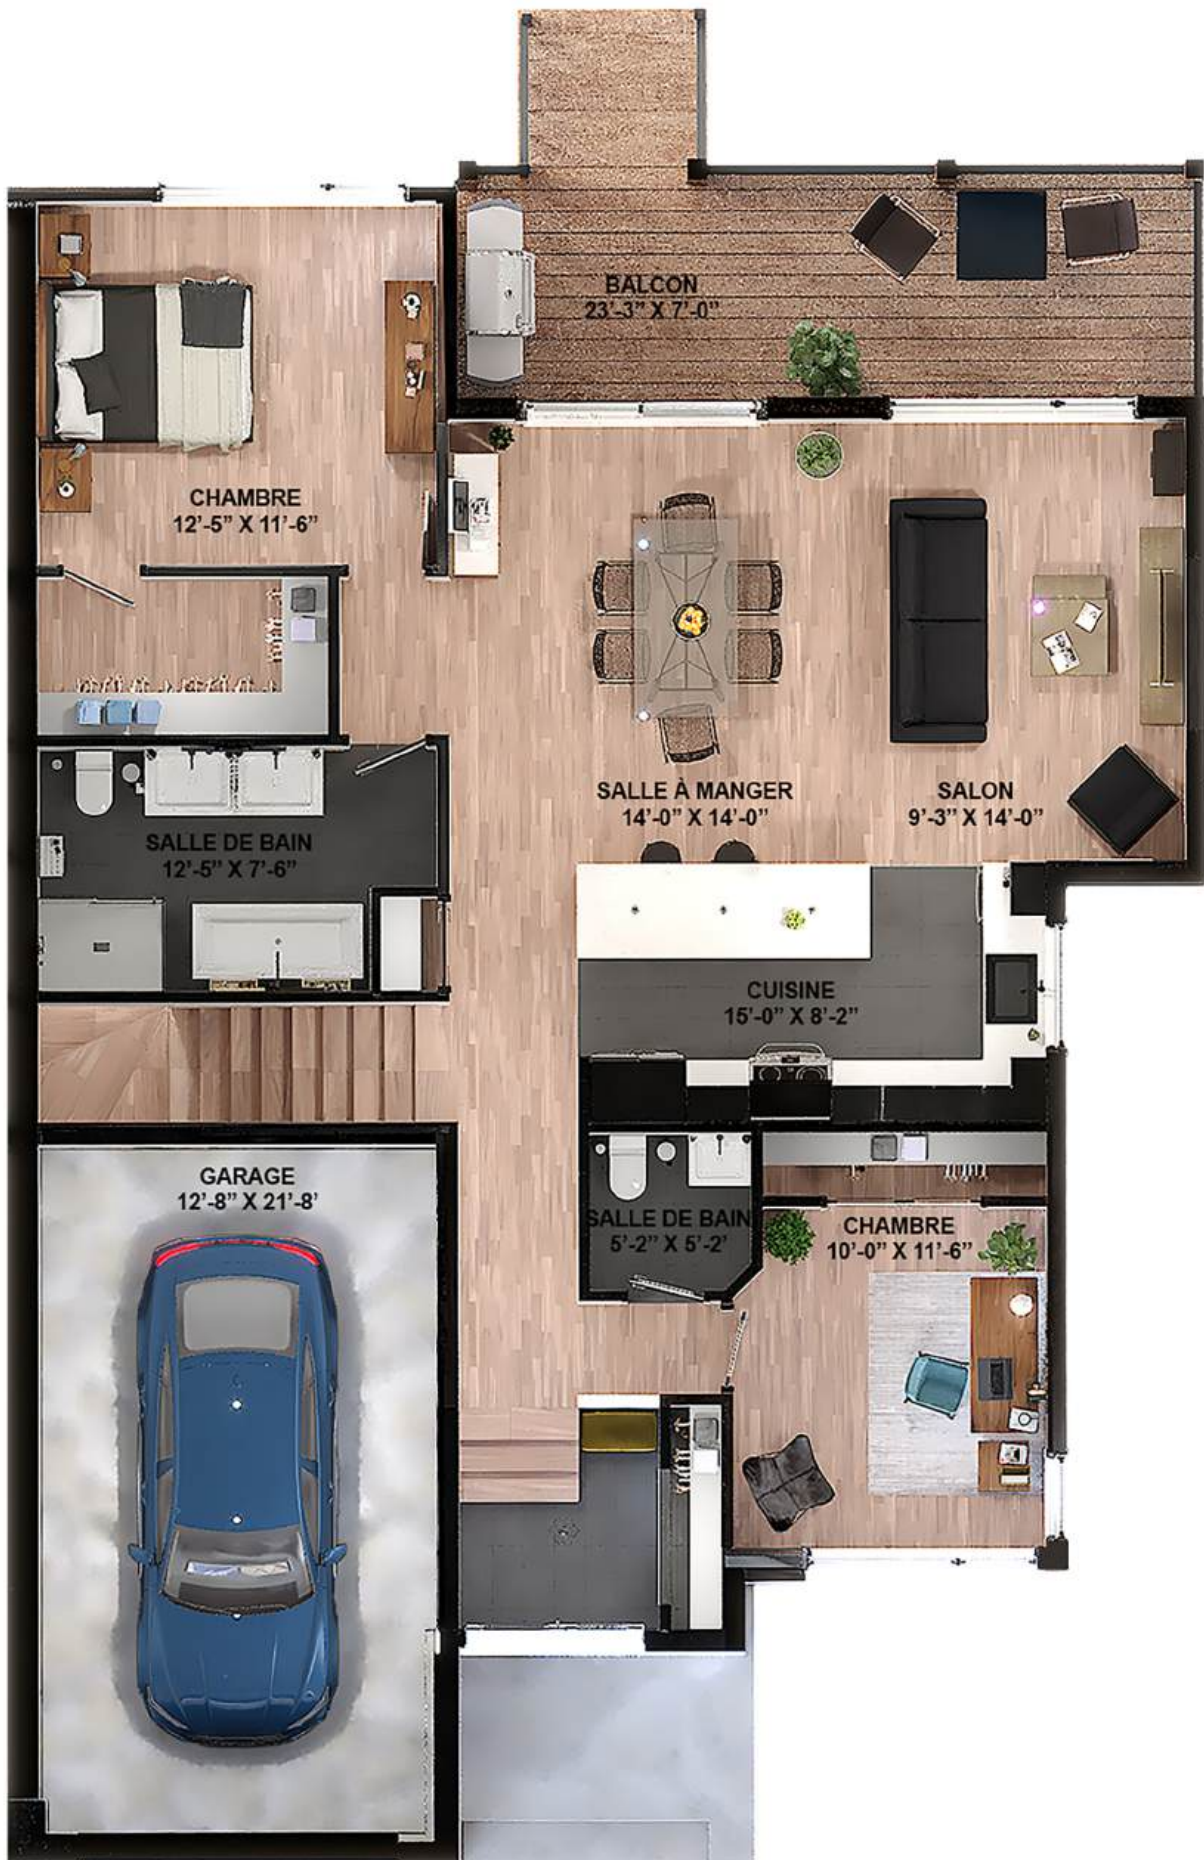 BALCON
23'-3” X 7'-0”
CHAMBRE
12'-5” X 11'-6”
SALLE À MANGER
14'-0” X 14'-0”
SALON
9'-3” X 14'-0”
SALLE DE BAIN
12'-5” X 7'-6”
CUISINE
15'-0” X 8'-2”
GARAGE
12'-8” X 21'-8'
SALLE DE BAIN
5'-2” X 5'-2'
CHAMBRE
10'-0” X 11'-6”